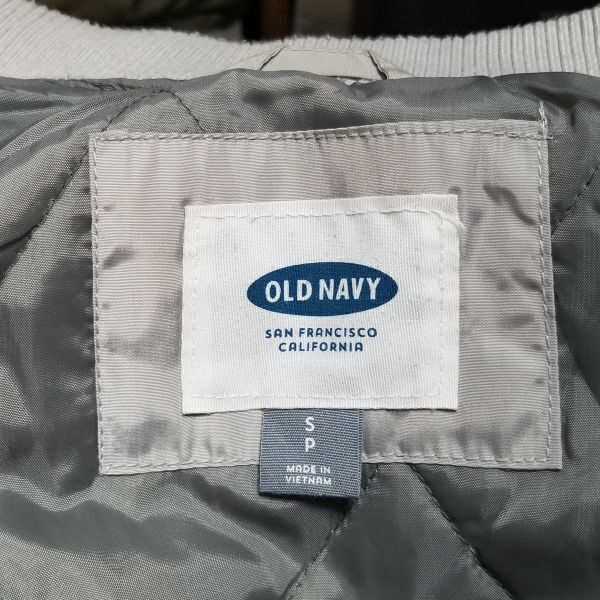 OLD NAVY
SAN FRANCISCO
CALIFORNIA
S
P
MADE IN
VIETNAM